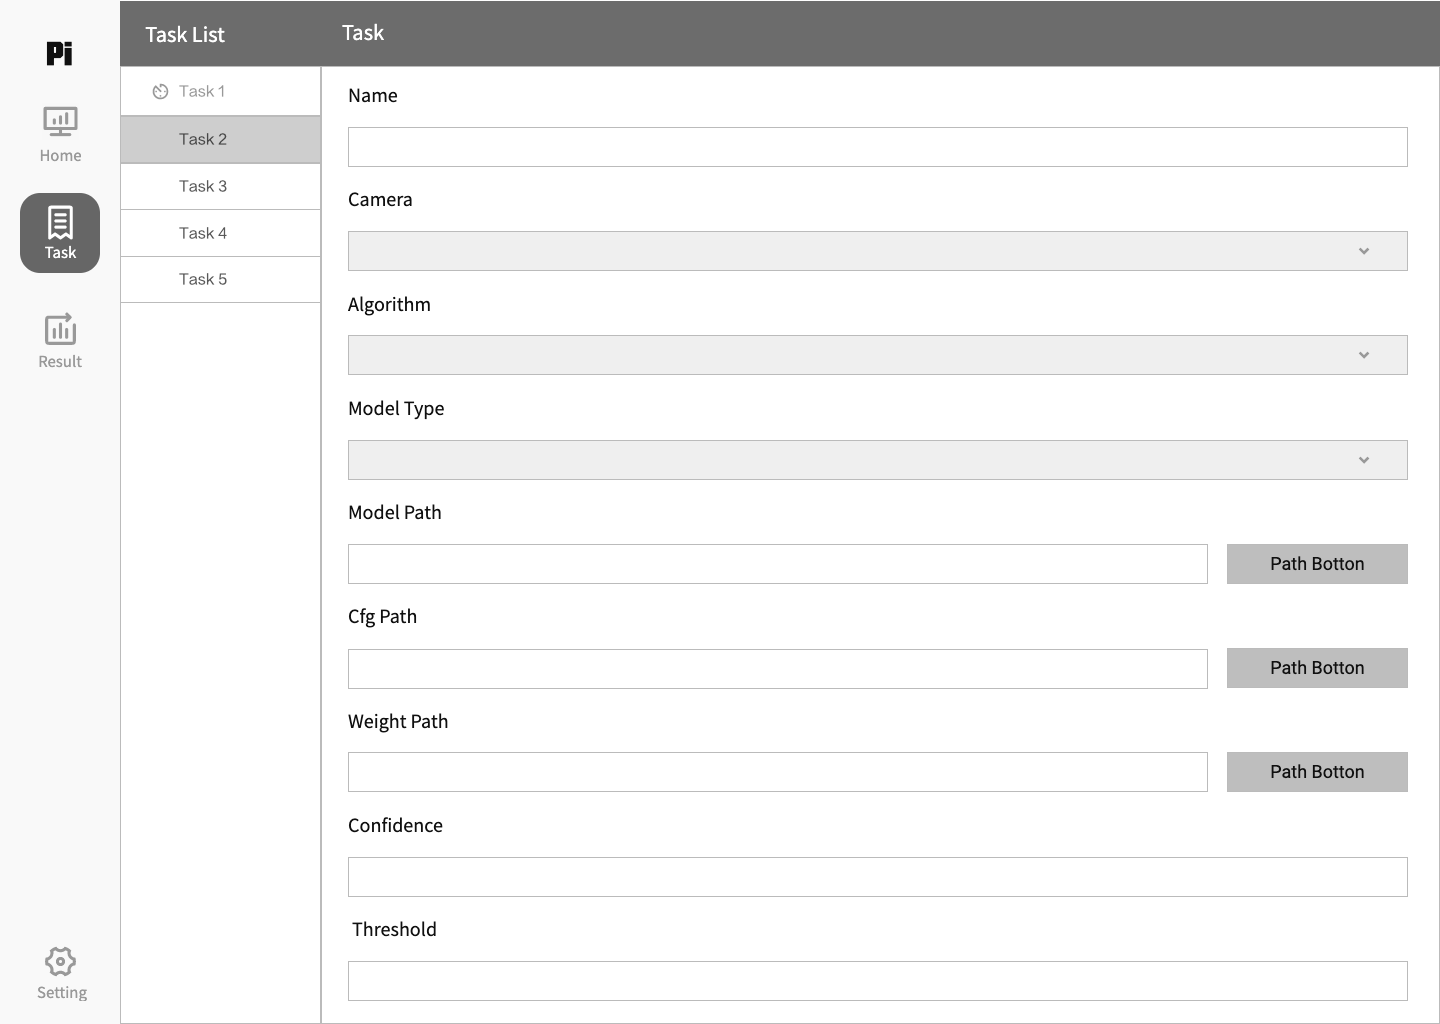 Pi
Home
Task
Result
Setting
Task List
Task 1
Task 2
Task 3
Task 4
Task 5
Task
Name
Camera
Algorithm
Model Type
Model Path
Path Botton
Cfg Path
Path Botton
Weight Path
Path Botton
Confidence
Threshold